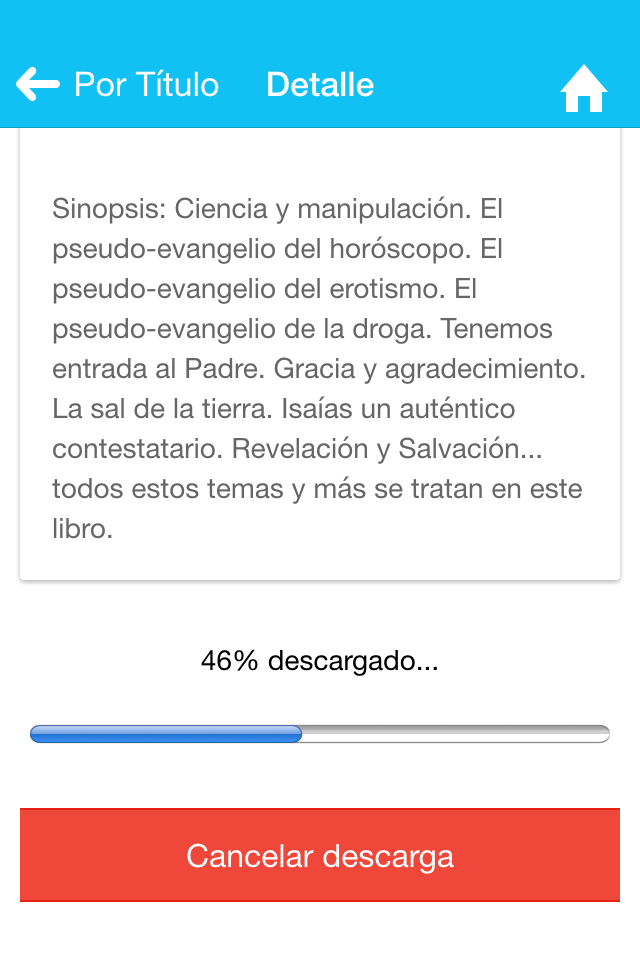 Por Título Detalle
Sinopsis: Ciencia y manipulación. El
pseudo-evangelio del horóscopo. El
pseudo-evangelio del erotismo. El
pseudo-evangelio de la droga. Tenemos
entrada al Padre. Gracia y agradecimiento.
La sal de la tierra. Isaías un auténtico
contestatario. Revelación y Salvación...
todos estos temas y más se tratan en este
libro.
46% descargado...
Cancelar descarga